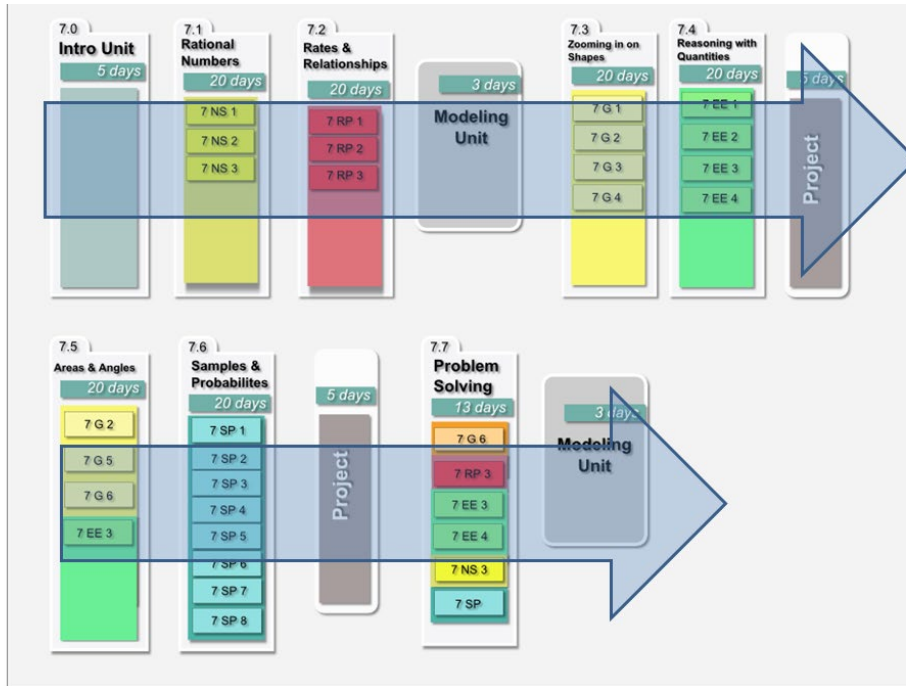 7.0
Intro Unit
5 days
7.1
Rational
Numbers
20 days
7 NS 1
7 NS 2
7 NS 3
7.2
Rates &
Relationships
20 days
7 RP 1
7 RP 2
7 RP 3
3 days
Modeling
Unit
7.3
Zooming in on
Shapes
20 days
7 G 1
7 G 2
7 G 3
7 G 4
7.4
Reasoning with
Quantities
20 days
7 EE 1
7 EE 2
7 EE 3
7 EE 4
5 days
Project
7.5
Areas & Angles
20 days
7 G 2
7 G 5
7 G 6
7 EE 3
7.6
Samples &
Probabilites
20 days
7 SP 1
7 SP 2
7 SP 3
7 SP 4
7 SP 5
7 SP 6
7 SP 7
7 SP 8
5 days
Project
7.7
Problem
Solving
13 days
7 G 6
7 RP 3
7 EE 3
7 EE 4
7 NS 3
7 SP
3 days
Modeling
Unit